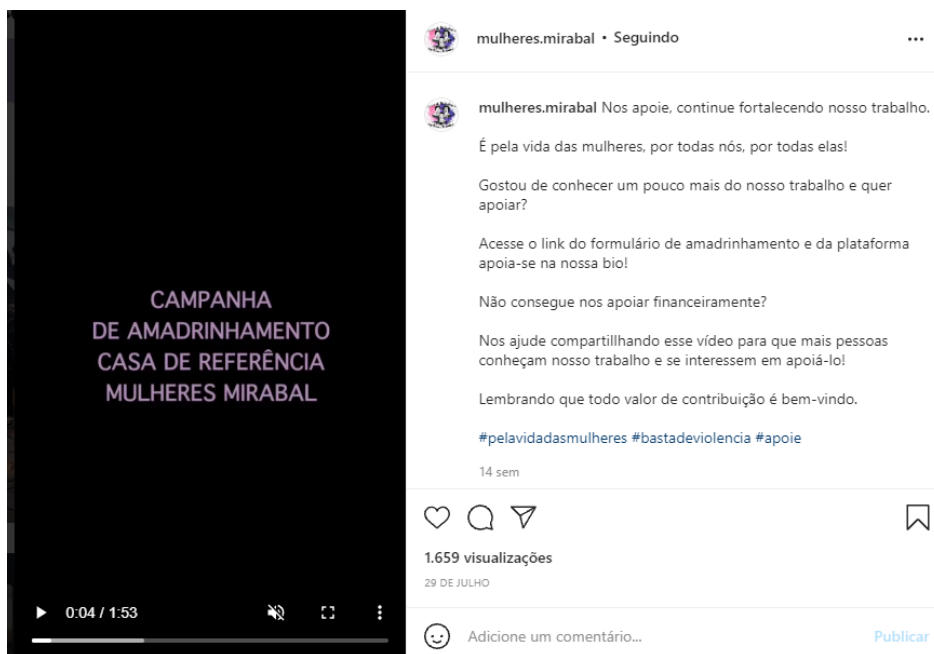 CAMPANHA
DE AMADRINHAMENTO
CASA DE REFERÊNCIA
MULHERES MIRABAL
0:04 / 1:53
mulheres.mirabal • Seguindo
mulheres.mirabal Nos apoie, continue fortalecendo nosso trabalho.
É pela vida das mulheres, por todas nós, por todas elas!
Gostou de conhecer um pouco mais do nosso trabalho e quer
apoiar?
Acesse o link do formulário de amadrinhamento e da plataforma
apoia-se na nossa bio!
Não consegue nos apoiar financeiramente?
Nos ajude compartillhando esse vídeo para que mais pessoas
conheçam nosso trabalho e se interessem em apoiá-lo!
Lembrando que todo valor de contribuição é bem-vindo.
#pelavidadasmulheres #bastadeviolencia #apoie
14 sem
1.659 visualizações
29 DE JULHO
Adicione um comentário... Publicar